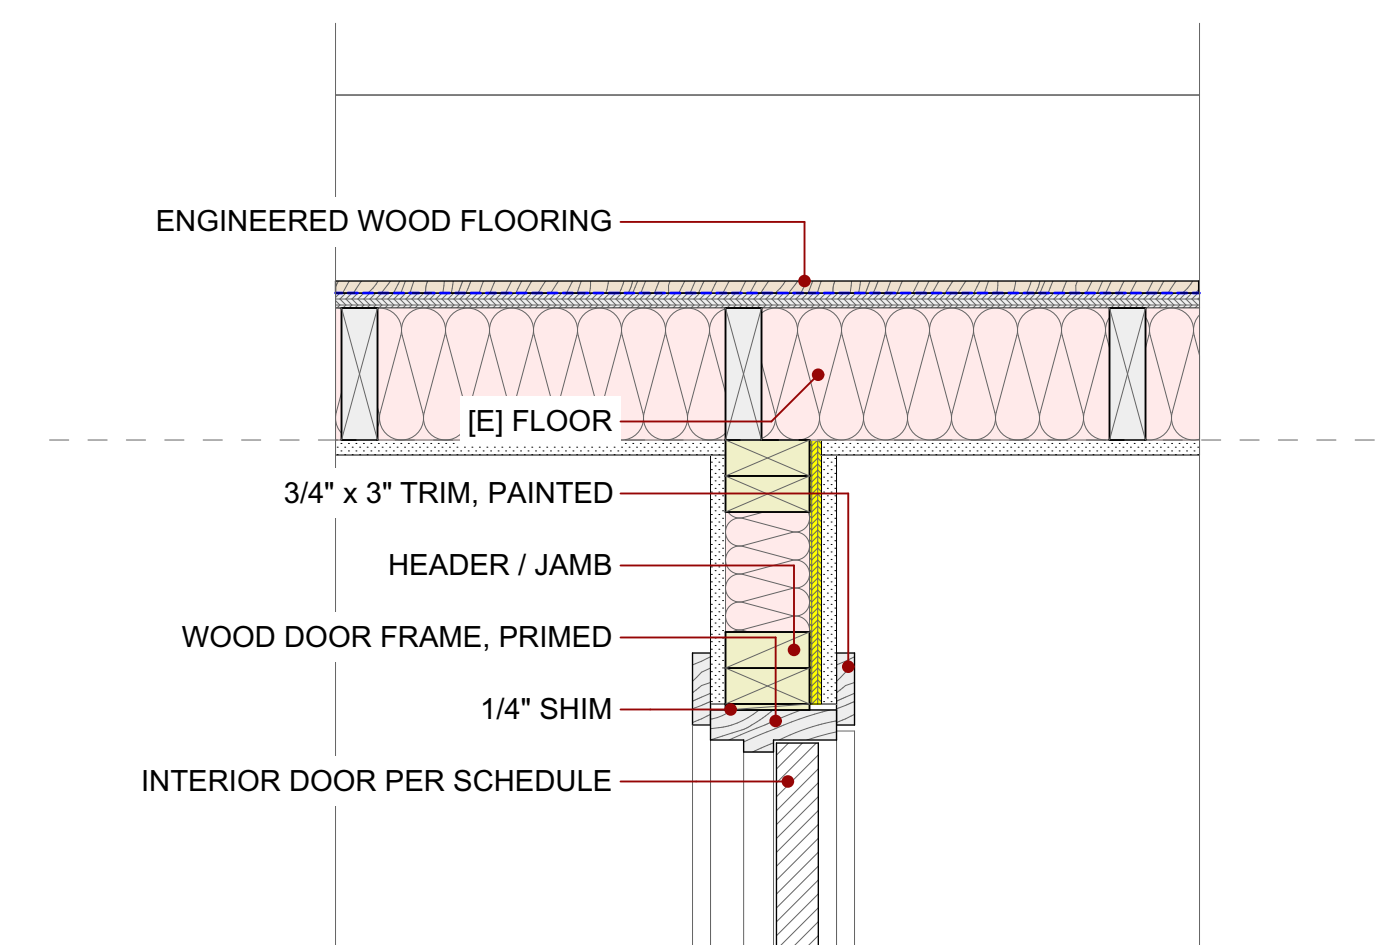 ENGINEERED WOOD FLOORING
[E] FLOOR
3/4" x 3" TRIM, PAINTED
HEADER / JAMB
WOOD DOOR FRAME, PRIMED
1/4" SHIM
INTERIOR DOOR PER SCHEDULE